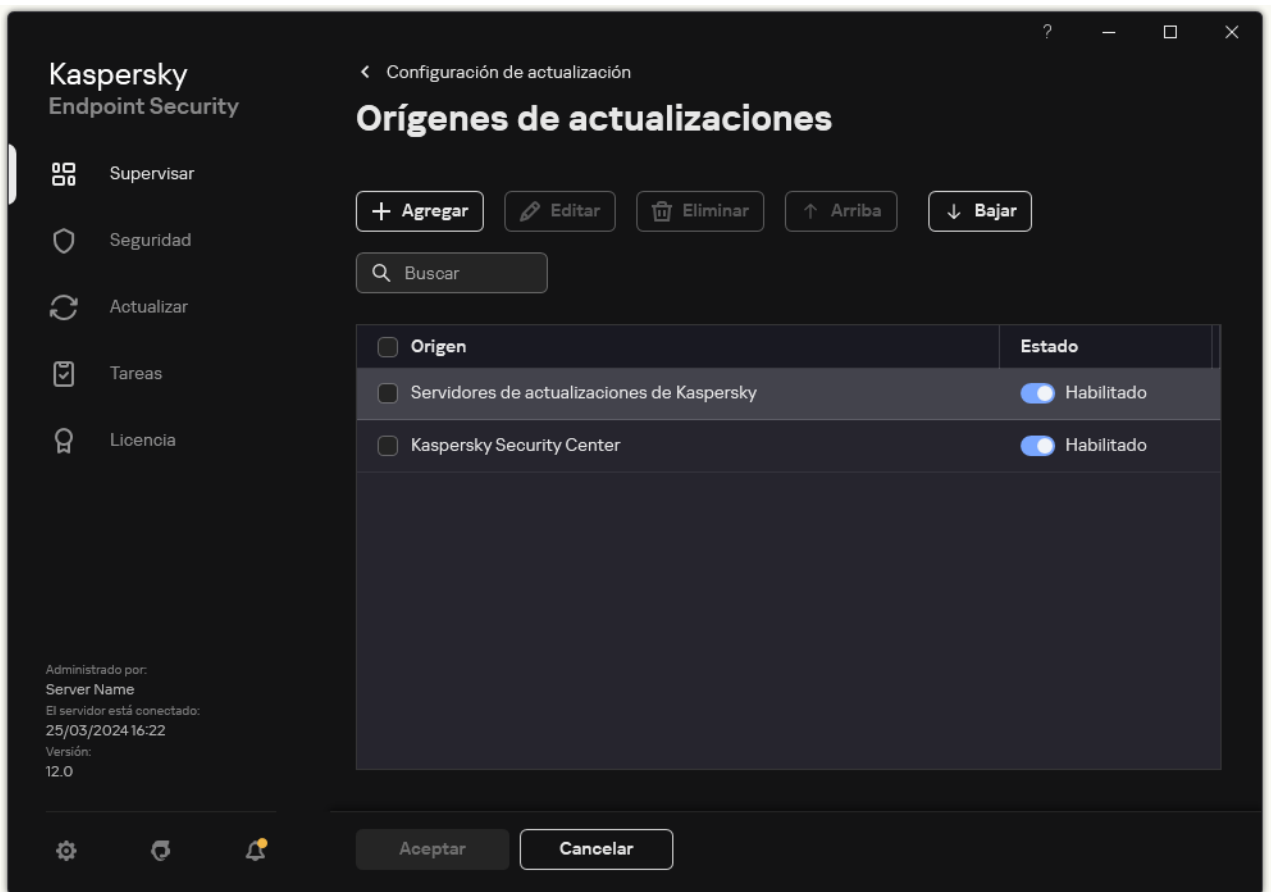 ?
Kaspersky
Endpoint Security
Supervisar
Seguridad
Actualizar
Tareas
Licencia
Administrado por:
Server Name
El servidor está conectado:
25/03/2024 16:22
Versión:
12.0
Configuración de actualización
Orígenes de actualizaciones
Agregar Editar Eliminar Arriba Bajar
Buscar
Origen Estado
Servidores de actualizaciones de Kaspersky Habilitado
Kaspersky Security Center Habilitado
Aceptar Cancelar